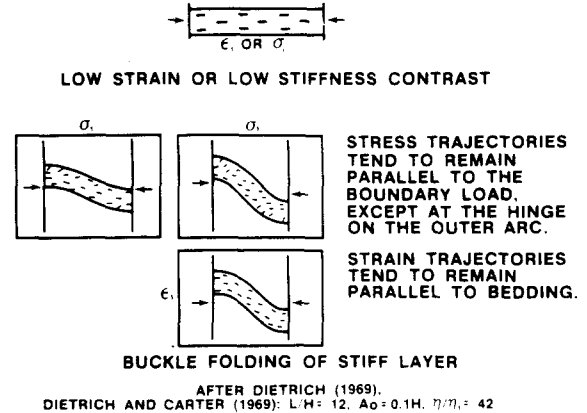 ϵ, OR σ,
LOW STRAIN OR LOW STIFFNESS CONTRAST
σ, σ,
STRESS TRAJECTORIES
TEND TO REMAIN
PARALLEL TO THE
BOUNDARY LOAD,
EXCEPT AT THE HINGE
ON THE OUTER ARC.
ϵ,
STRAIN TRAJECTORIES
TEND TO REMAIN
PARALLEL TO BEDDING.
BUCKLE FOLDING OF STIFF LAYER
AFTER DIETRICH (1969),
DIETRICH AND CARTER (1969): L/H= 12, Ao= 0.1H, η/η,= 42